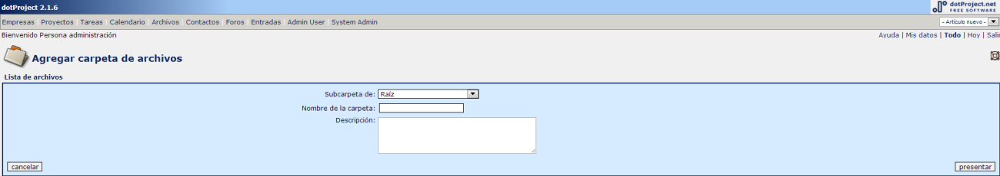 dotProject 2.1.6
dotProject.net
FREE SOFTWARE
Empresas | Proyectos | Tareas | Calendario | Archivos | Contactos | Foros | Entradas | Admin User | System Admin
- Artículo nuevo -
Bienvenido Persona administración
Ayuda | Mis datos | Todo | Hoy | Salir
Agregar carpeta de archivos
Lista de archivos
Subcarpeta de: Raíz
Nombre de la carpeta:
Descripción:
cancelar
presentar